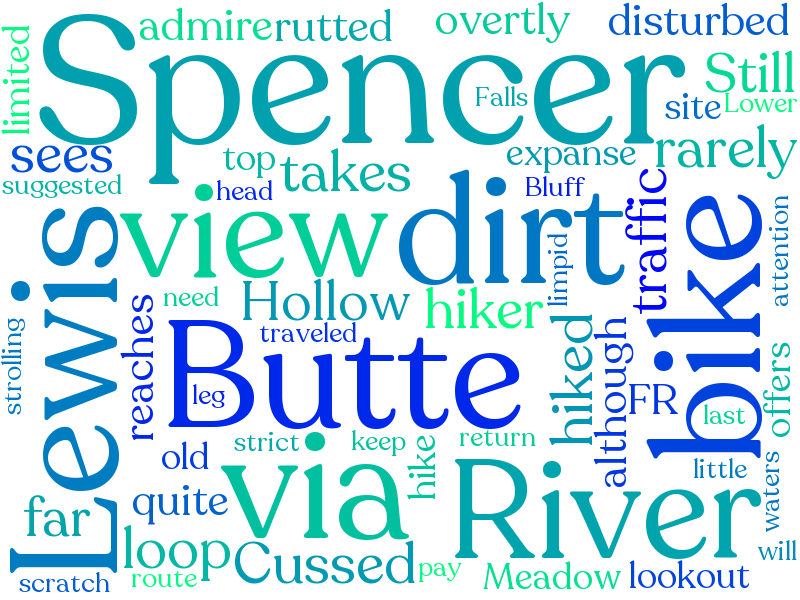 limited
admire
rutted
overtly
disturbed
Spencer
Falls
Still
site
Lower
sees
suggested
top
takes
head
expanse
Bluff
rarely
view
dirt
limpid
traffic
bike
attention
Lewis
reaches
need
Hollow
traveled
hiker
strolling
Butte
leg
hiked
although
FR
last
offers
old
strict
keep
return
hike
little
quite
via
River
waters
far
loop
Cussed
pay
Meadow
lookout
will
scratch
route